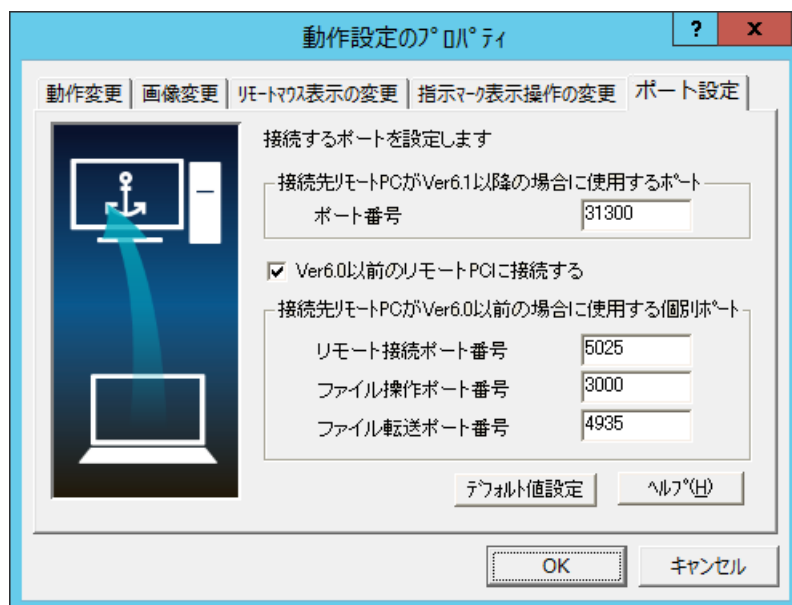 動作設定のﾌﾟﾛﾊﾟﾃｨ
? x
動作変更 画像変更 ﾘﾓｰﾄﾏｳｽ表示の変更 指示ﾏｰｸ表示操作の変更 ポート設定
接続するポートを設定します
接続先ﾘﾓｰﾄPCがVer6.1以降の場合に使用するﾎﾟｰﾄ
ポート番号 31300
Ver6.0以前のリモートPCに接続する
接続先ﾘﾓｰﾄPCがVer6.0以前の場合に使用する個別ﾎﾟｰﾄ
リモート接続ポート番号 5025
ファイル操作ポート番号 3000
ファイル転送ポート番号 4935
ﾃﾞﾌｫﾙﾄ値設定 ﾍﾙﾌﾟ(H)
OK キャンセル